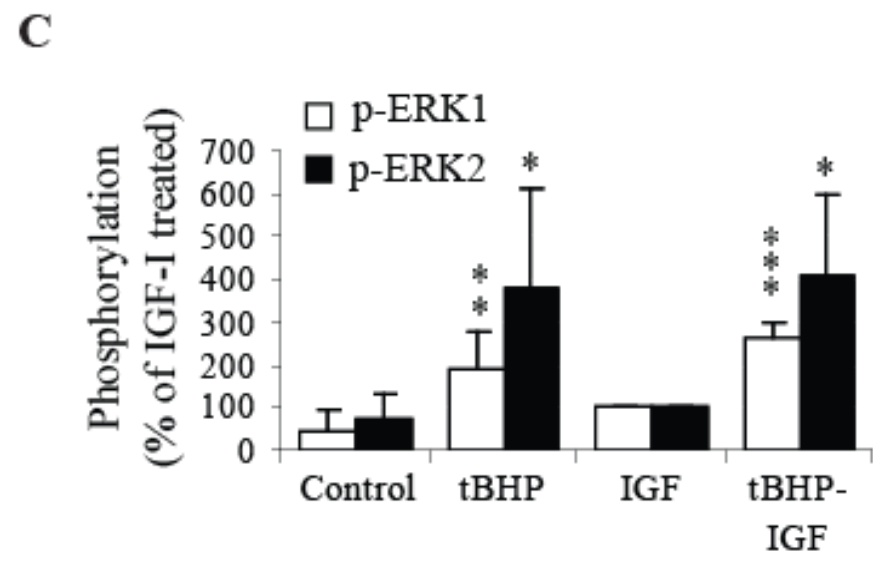 C
p-ERK1
p-ERK2
Phosphorylation
(% of IGF-I treated)
700
600
500
400
300
200
100
0
*
*
*
*
*
*
*
*
Control
tBHP
IGF
tBHP-
IGF